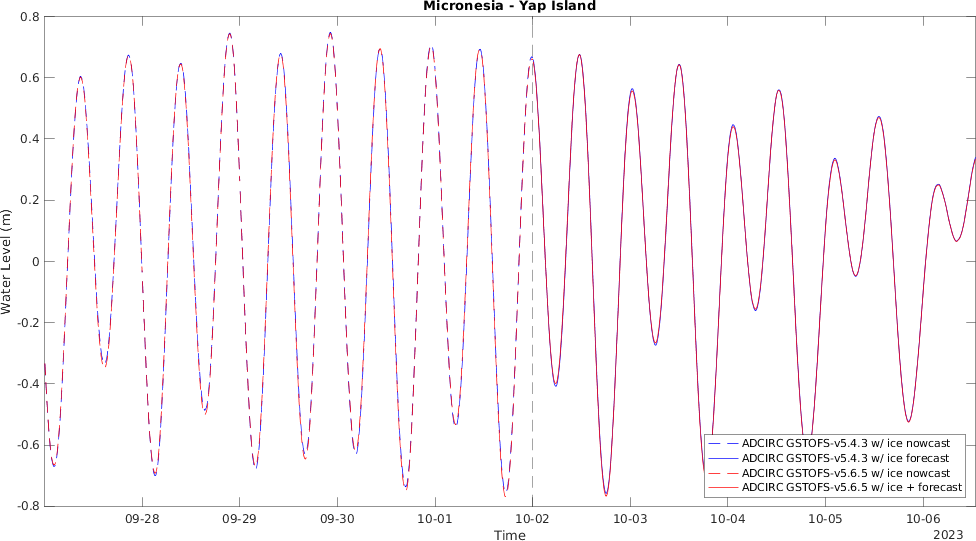 Micronesia - Yap Island
0.8
0.6
0.4
0.2
0
-0.2
-0.4
-0.6
-0.8
Water Level (m)
09-28 09-29 09-30 10-01 10-02 10-03 10-04 10-05 10-06
Time
2023
ADCIRC GSTOFS-v5.4.3 w/ ice nowcast
ADCIRC GSTOFS-v5.4.3 w/ ice forecast
ADCIRC GSTOFS-v5.6.5 w/ ice nowcast
ADCIRC GSTOFS-v5.6.5 w/ ice + forecast